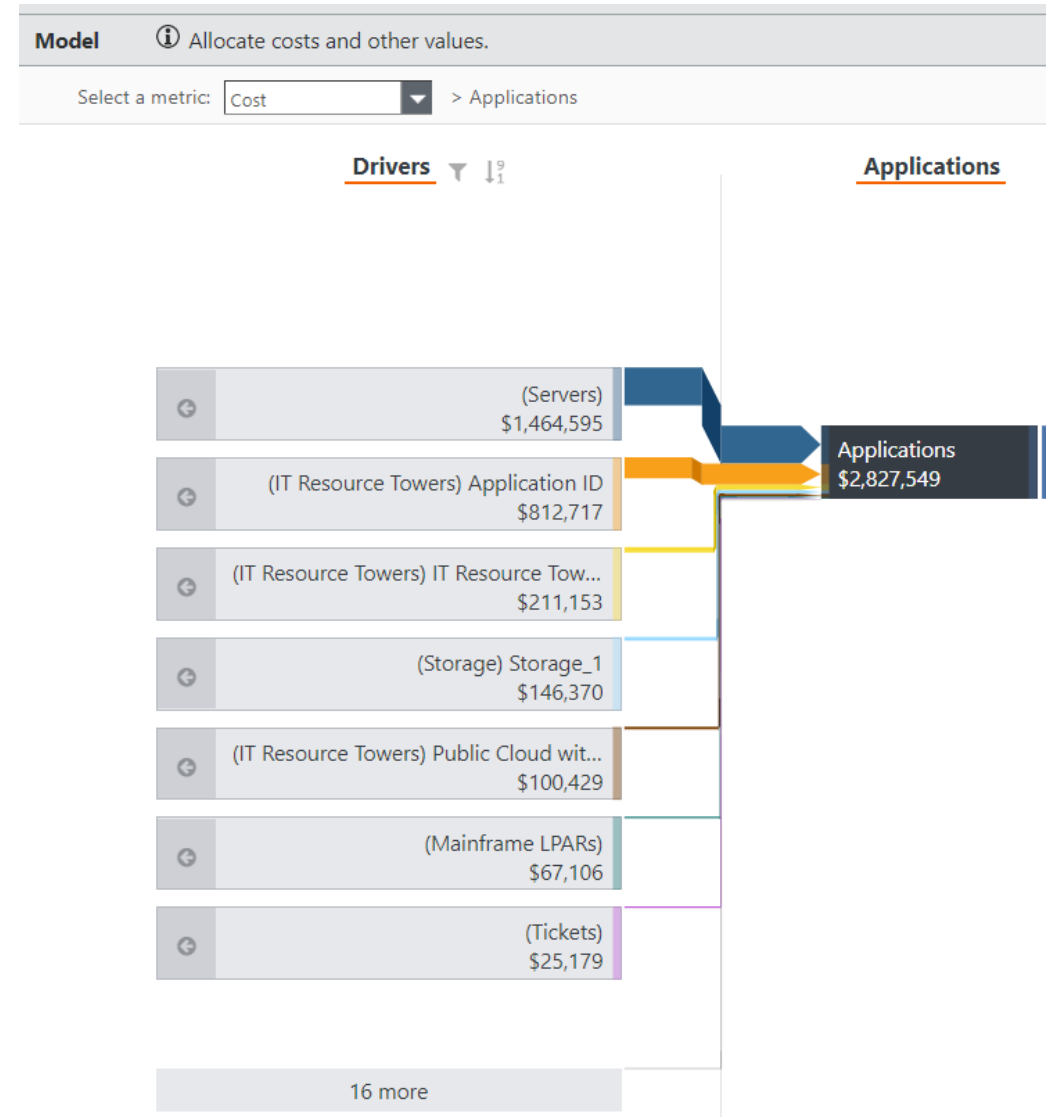 Model Allocate costs and other values.
Select a metric: Cost > Applications
Drivers Applications
(Servers)
$1,464,595
Applications
$2,827,549
(IT Resource Towers) Application ID
$812,717
(IT Resource Towers) IT Resource Tow...
$211,153
(Storage) Storage_1
$146,370
(IT Resource Towers) Public Cloud wit...
$100,429
(Mainframe LPARs)
$67,106
(Tickets)
$25,179
16 more